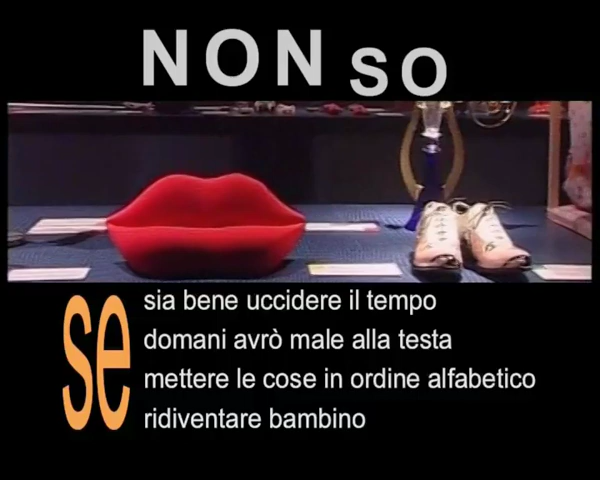 NON SO
se
sia bene uccidere il tempo
domani avrò male alla testa
mettere le cose in ordine alfabetico
ridiventare bambino